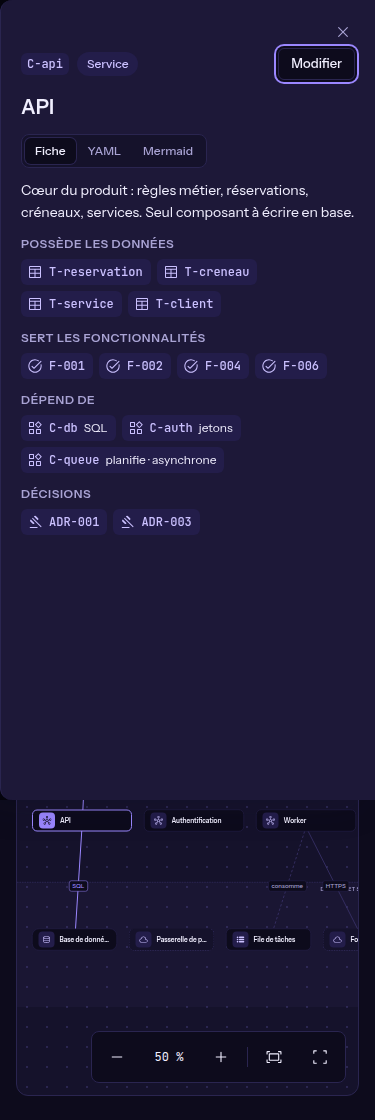 C-api Service Modifier
API
Fiche YAML Mermaid
Cœur du produit : règles métier, réservations,
créneaux, services. Seul composant à écrire en base.
POSSÈDE LES DONNÉES
T-reservation T-creneau
T-service T-client
SERT LES FONCTIONNALITÉS
F-001 F-002 F-004 F-006
DÉPEND DE
C-db SQL C-auth jetons
C-queue planifie·asynchrone
DÉCISIONS
ADR-001 ADR-003
API Authentification Worker
SQL consomme HTTPS
Base de donné… Passerelle de p… File de tâches Fo
50 %